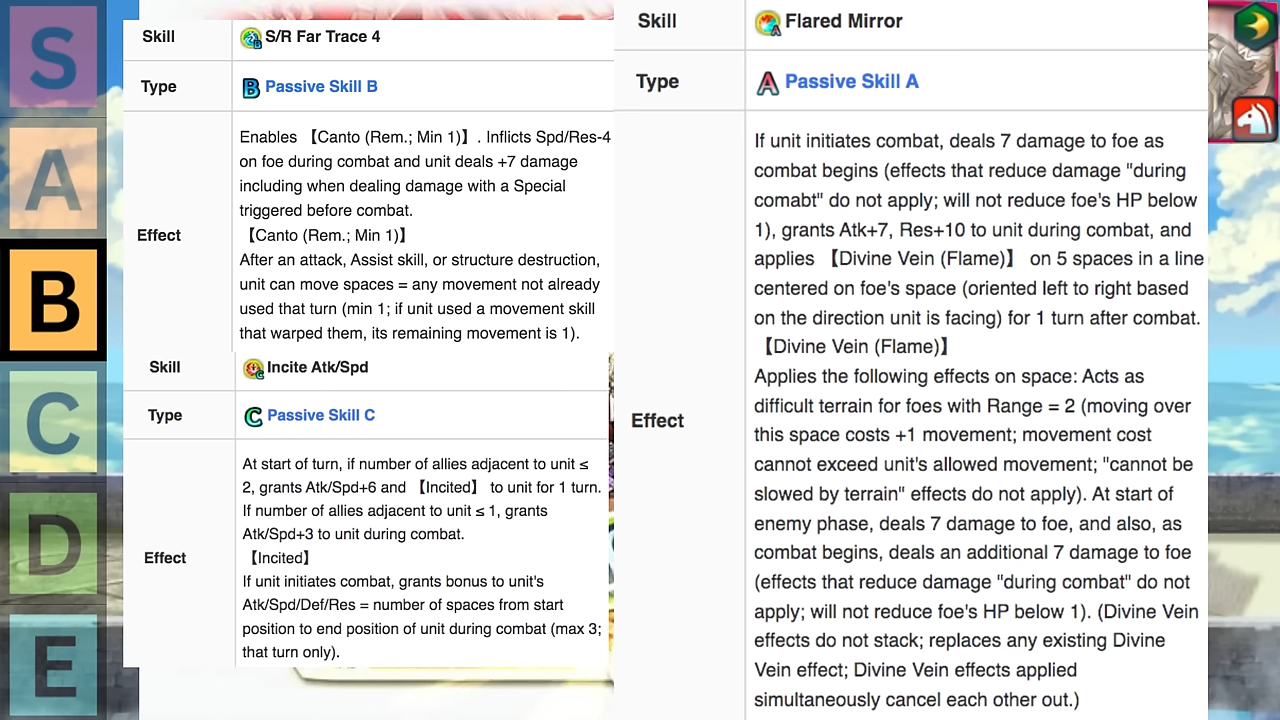 S
A
B
C
D
E
Skill
S/R Far Trace 4
Type
Passive Skill B
Effect
Enables 【Canto (Rem.; Min 1)】. Inflicts Spd/Res-4
on foe during combat and unit deals +7 damage
including when dealing damage with a Special
triggered before combat.
【Canto (Rem.; Min 1)】
After an attack, Assist skill, or structure destruction,
unit can move spaces = any movement not already
used that turn (min 1; if unit used a movement skill
that warped them, its remaining movement is 1).
Skill
Incite Atk/Spd
Type
Passive Skill C
Effect
At start of turn, if number of allies adjacent to unit ≤
2, grants Atk/Spd+6 and 【Incited】 to unit for 1 turn.
If number of allies adjacent to unit ≤ 1, grants
Atk/Spd+3 to unit during combat.
【Incited】
If unit initiates combat, grants bonus to unit's
Atk/Spd/Def/Res = number of spaces from start
position to end position of unit during combat (max 3;
that turn only).
Skill
Flared Mirror
Type
Passive Skill A
Effect
If unit initiates combat, deals 7 damage to foe as
combat begins (effects that reduce damage "during
comabt" do not apply; will not reduce foe's HP below
1), grants Atk+7, Res+10 to unit during combat, and
applies 【Divine Vein (Flame)】 on 5 spaces in a line
centered on foe's space (oriented left to right based
on the direction unit is facing) for 1 turn after combat.
【Divine Vein (Flame)】
Applies the following effects on space: Acts as
difficult terrain for foes with Range = 2 (moving over
this space costs +1 movement; movement cost
cannot exceed unit's allowed movement; "cannot be
slowed by terrain" effects do not apply). At start of
enemy phase, deals 7 damage to foe, and also, as
combat begins, deals an additional 7 damage to foe
(effects that reduce damage "during combat" do not
apply; will not reduce foe's HP below 1). (Divine Vein
effects do not stack; replaces any existing Divine
Vein effect; Divine Vein effects applied
simultaneously cancel each other out.)